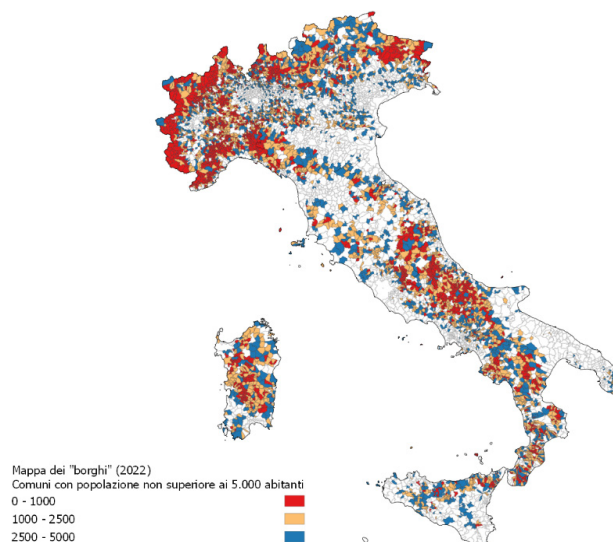 Mappa dei "borghi" (2022)
Comuni con popolazione non superiore ai 5.000 abitanti
0 - 1000
1000 - 2500
2500 - 5000